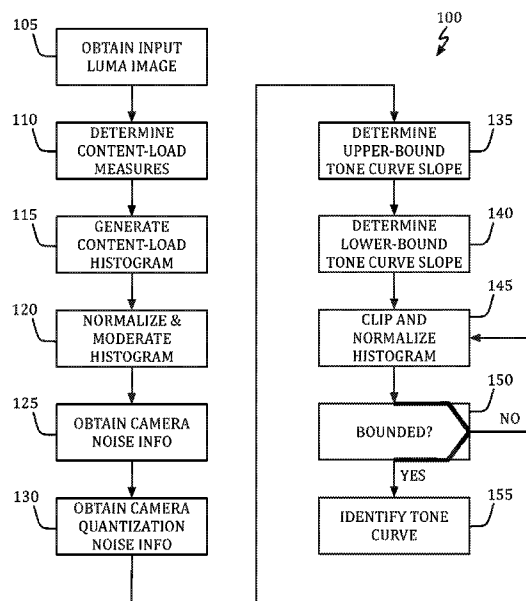 100
105
OBTAIN INPUT
LUMA IMAGE
110
DETERMINE
CONTENT-LOAD
MEASURES
115
GENERATE
CONTENT-LOAD
HISTOGRAM
120
NORMALIZE &
MODERATE
HISTOGRAM
125
OBTAIN CAMERA
NOISE INFO
130
OBTAIN CAMERA
QUANTIZATION
NOISE INFO
135
DETERMINE
UPPER-BOUND
TONE CURVE SLOPE
140
DETERMINE
LOWER-BOUND
TONE CURVE SLOPE
145
CLIP AND
NORMALIZE
HISTOGRAM
150
BOUNDED?
NO
YES
155
IDENTIFY TONE
CURVE